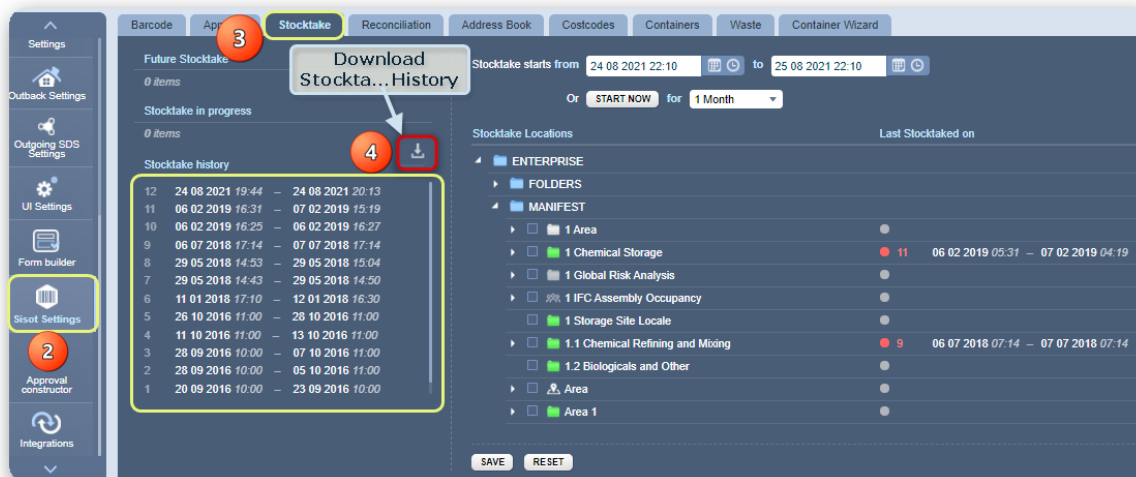 Settings
Outback Settings
Outgoing SDS
Settings
UI Settings
Form builder
Sisot Settings
2
Approval
constructor
Integrations
Barcode
3
Stocktake
Reconciliation
Address Book
Costcodes
Containers
Waste
Container Wizard
Future Stocktake
0 items
Download
Stockta...History
Stocktake in progress
0 items
4
Stocktake history
12 24 08 2021 19:44 – 24 08 2021 20:13
11 06 02 2019 16:31 – 07 02 2019 15:19
10 06 02 2019 16:25 – 06 02 2019 16:27
9 06 07 2018 17:14 – 07 07 2018 17:14
8 29 05 2018 14:53 – 29 05 2018 15:04
7 29 05 2018 14:43 – 29 05 2018 14:50
6 11 01 2018 17:10 – 12 01 2018 16:30
5 26 10 2016 11:00 – 28 10 2016 11:00
4 11 10 2016 11:00 – 13 10 2016 11:00
3 28 09 2016 10:00 – 07 10 2016 11:00
2 28 09 2016 10:00 – 05 10 2016 11:00
1 20 09 2016 10:00 – 23 09 2016 10:00
Stocktake starts from 24 08 2021 22:10 to 25 08 2021 22:10
Or START NOW for 1 Month
Stocktake Locations Last Stocktaked on
ENTERPRISE
FOLDERS
MANIFEST
1 Area
1 Chemical Storage 11 06 02 2019 05:31 – 07 02 2019 04:19
1 Global Risk Analysis
1 IFC Assembly Occupancy
1 Storage Site Locale
1.1 Chemical Refining and Mixing 9 06 07 2018 07:14 – 07 07 2018 07:14
1.2 Biologicals and Other
Area
Area 1
SAVE RESET